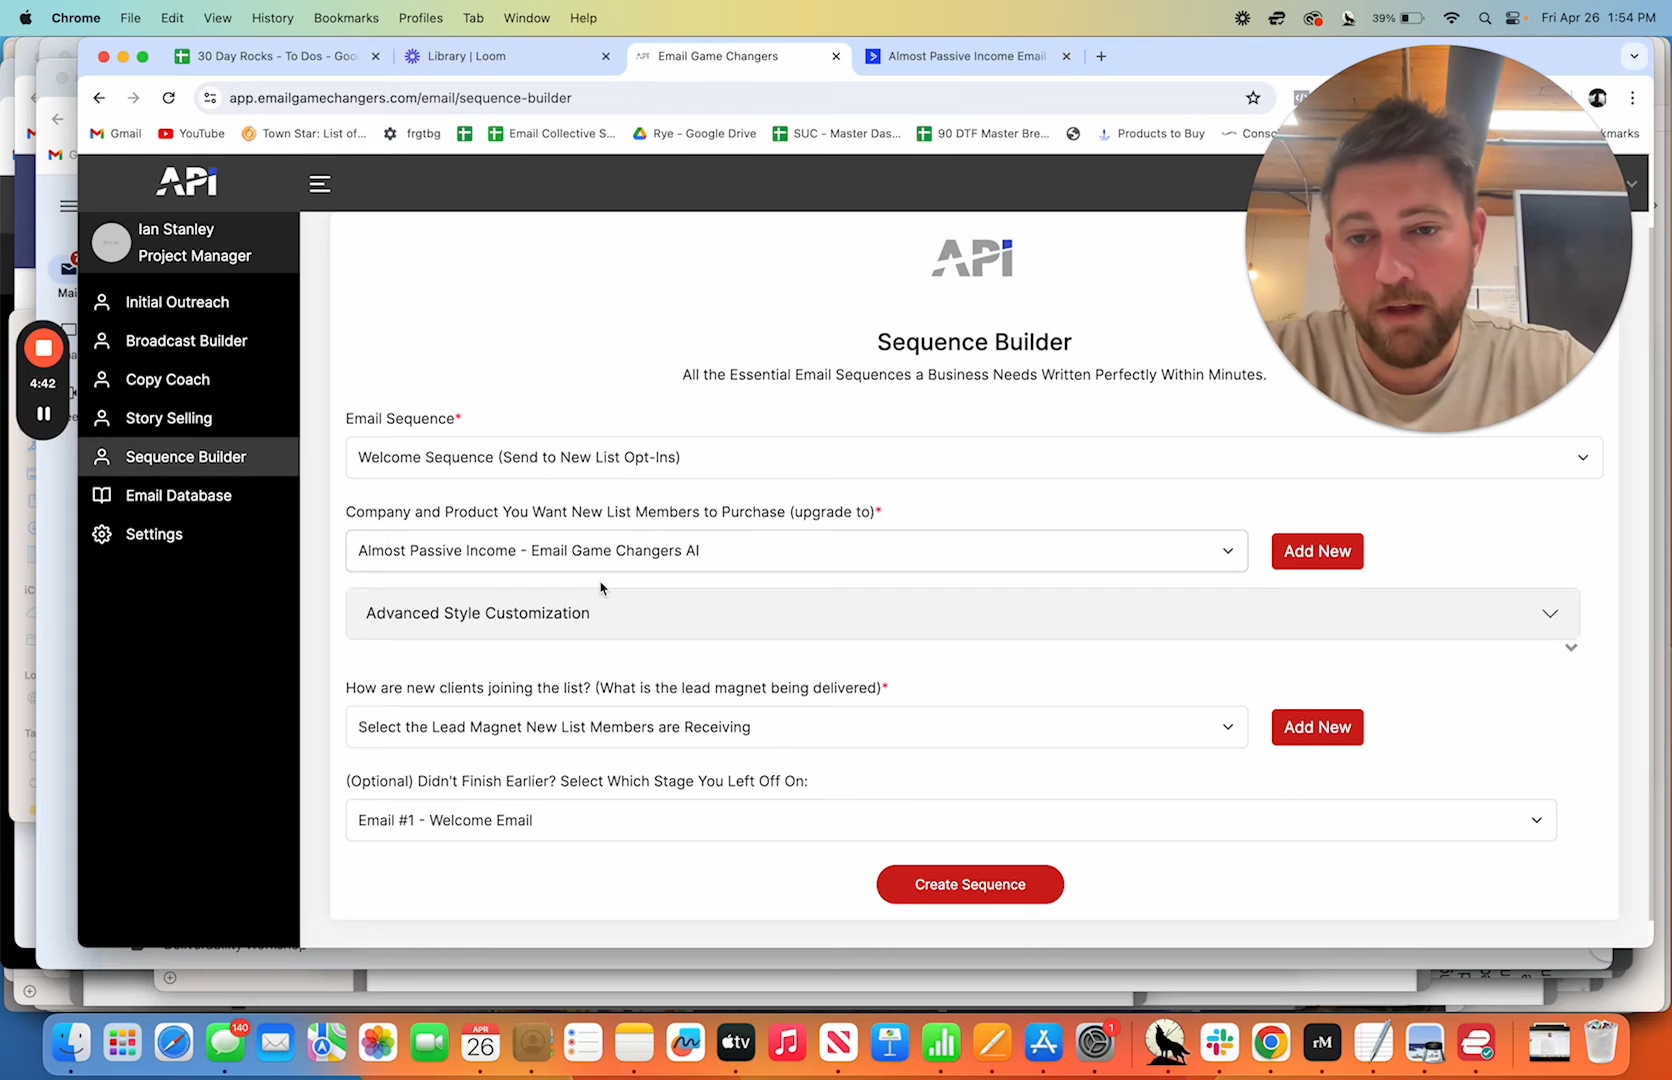 Chrome File Edit View History Bookmarks Profiles Tab Window Help 39% Fri Apr 26 1:54 PM
30 Day Rocks - To Dos - Goo Library | Loom Email Game Changers Almost Passive Income Email
app.emailgamechangers.com/email/sequence-builder
Gmail YouTube Town Star: List of... frgtbg Email Collective S... Rye - Google Drive SUC - Master Das... 90 DTF Master Bre... Products to Buy Consc
API
Ian Stanley
Project Manager
Initial Outreach
Broadcast Builder
Copy Coach
Story Selling
Sequence Builder
Email Database
Settings
Mai
4:42
API
Sequence Builder
All the Essential Email Sequences a Business Needs Written Perfectly Within Minutes.
Email Sequence*
Welcome Sequence (Send to New List Opt-Ins)
Company and Product You Want New List Members to Purchase (upgrade to)*
Almost Passive Income - Email Game Changers AI
Add New
Advanced Style Customization
How are new clients joining the list? (What is the lead magnet being delivered)*
Select the Lead Magnet New List Members are Receiving
Add New
(Optional) Didn't Finish Earlier? Select Which Stage You Left Off On:
Email #1 - Welcome Email
Create Sequence
140
APR
26
tv
rM
1